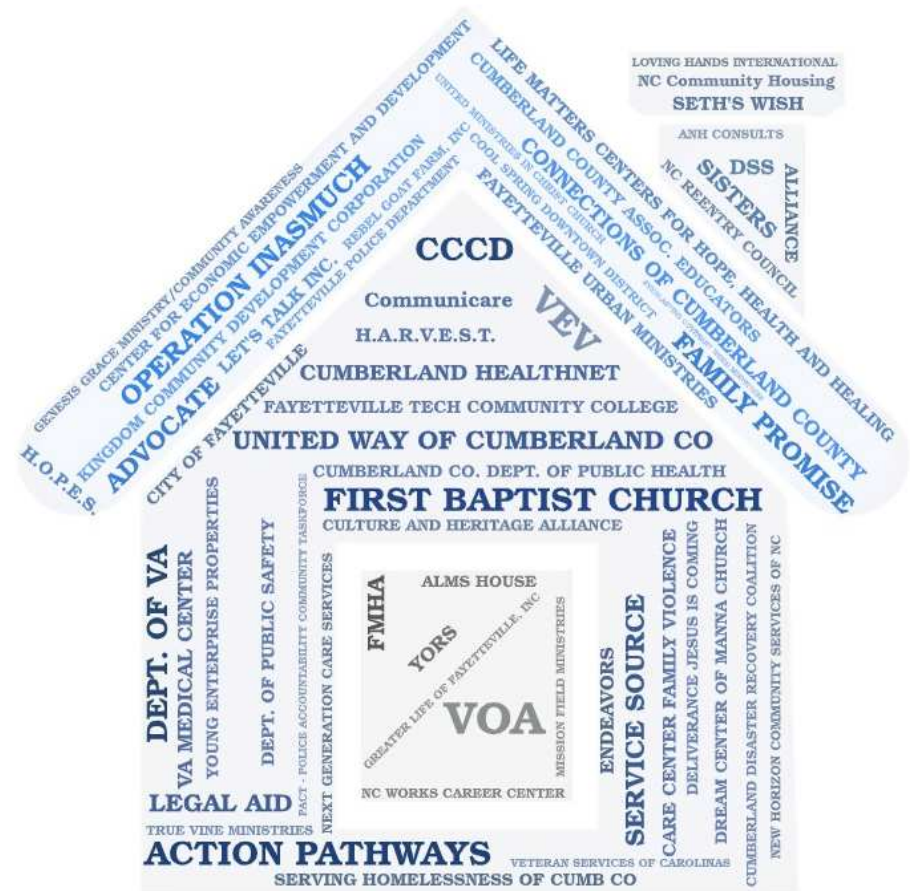 LOVING HANDS INTERNATIONAL
NC Community Housing
SETH'S WISH
ANH CONSULTS
DSS
SISTERS
ALLIANCE
NC REENTRY COUNCIL
GENESIS GRACE MINISTRY/COMMUNITY AWARENESS
CENTER FOR ECONOMIC EMPOWERMENT AND DEVELOPMENT
OPERATION INASMUCH
H.O.P.E.S.
KINGDOM COMMUNITY DEVELOPMENT CORPORATION
ADVOCATE
LET'S TALK INC.
REBEL GOAT FARM, INC
FAYETTEVILLE POLICE DEPARTMENT
CITY OF FAYETTEVILLE
LIFE MATTERS CENTERS FOR HOPE, HEALTH AND HEALING
CUMBERLAND COUNTY ASSOC. EDUCATORS
CONNECTIONS OF CUMBERLAND COUNTY
UNITED MINISTRIES IN CHRIST CHURCH
COOL SPRING DOWNTOWN DISTRICT
FAMILY PROMISE
FAYETTEVILLE URBAN MINISTRIES
CCCD
Communicare
VEV
H.A.R.V.E.S.T.
CUMBERLAND HEALTHNET
FAYETTEVILLE TECH COMMUNITY COLLEGE
UNITED WAY OF CUMBERLAND CO
CUMBERLAND CO. DEPT. OF PUBLIC HEALTH
FIRST BAPTIST CHURCH
CULTURE AND HERITAGE ALLIANCE
DEPT. OF VA
VA MEDICAL CENTER
YOUNG ENTERPRISE PROPERTIES
DEPT. OF PUBLIC SAFETY
PACT - POLICE ACCOUNTABILITY COMMUNITY TASKFORCE
NEXT GENERATION CARE SERVICES
FMHA
ALMS HOUSE
YORS
GREATER LIFE OF FAYETTEVILLE, INC
VOA
MISSION FIELD MINISTRIES
NC WORKS CAREER CENTER
ENDEAVORS
SERVICE SOURCE
CARE CENTER FAMILY VIOLENCE
DELIVERANCE JESUS IS COMING
DREAM CENTER OF MANNA CHURCH
CUMBERLAND DISASTER RECOVERY COALITION
NEW HORIZON COMMUNITY SERVICES OF NC
LEGAL AID
TRUE VINE MINISTRIES
ACTION PATHWAYS
VETERAN SERVICES OF CAROLINAS
SERVING HOMELESSNESS OF CUMB CO